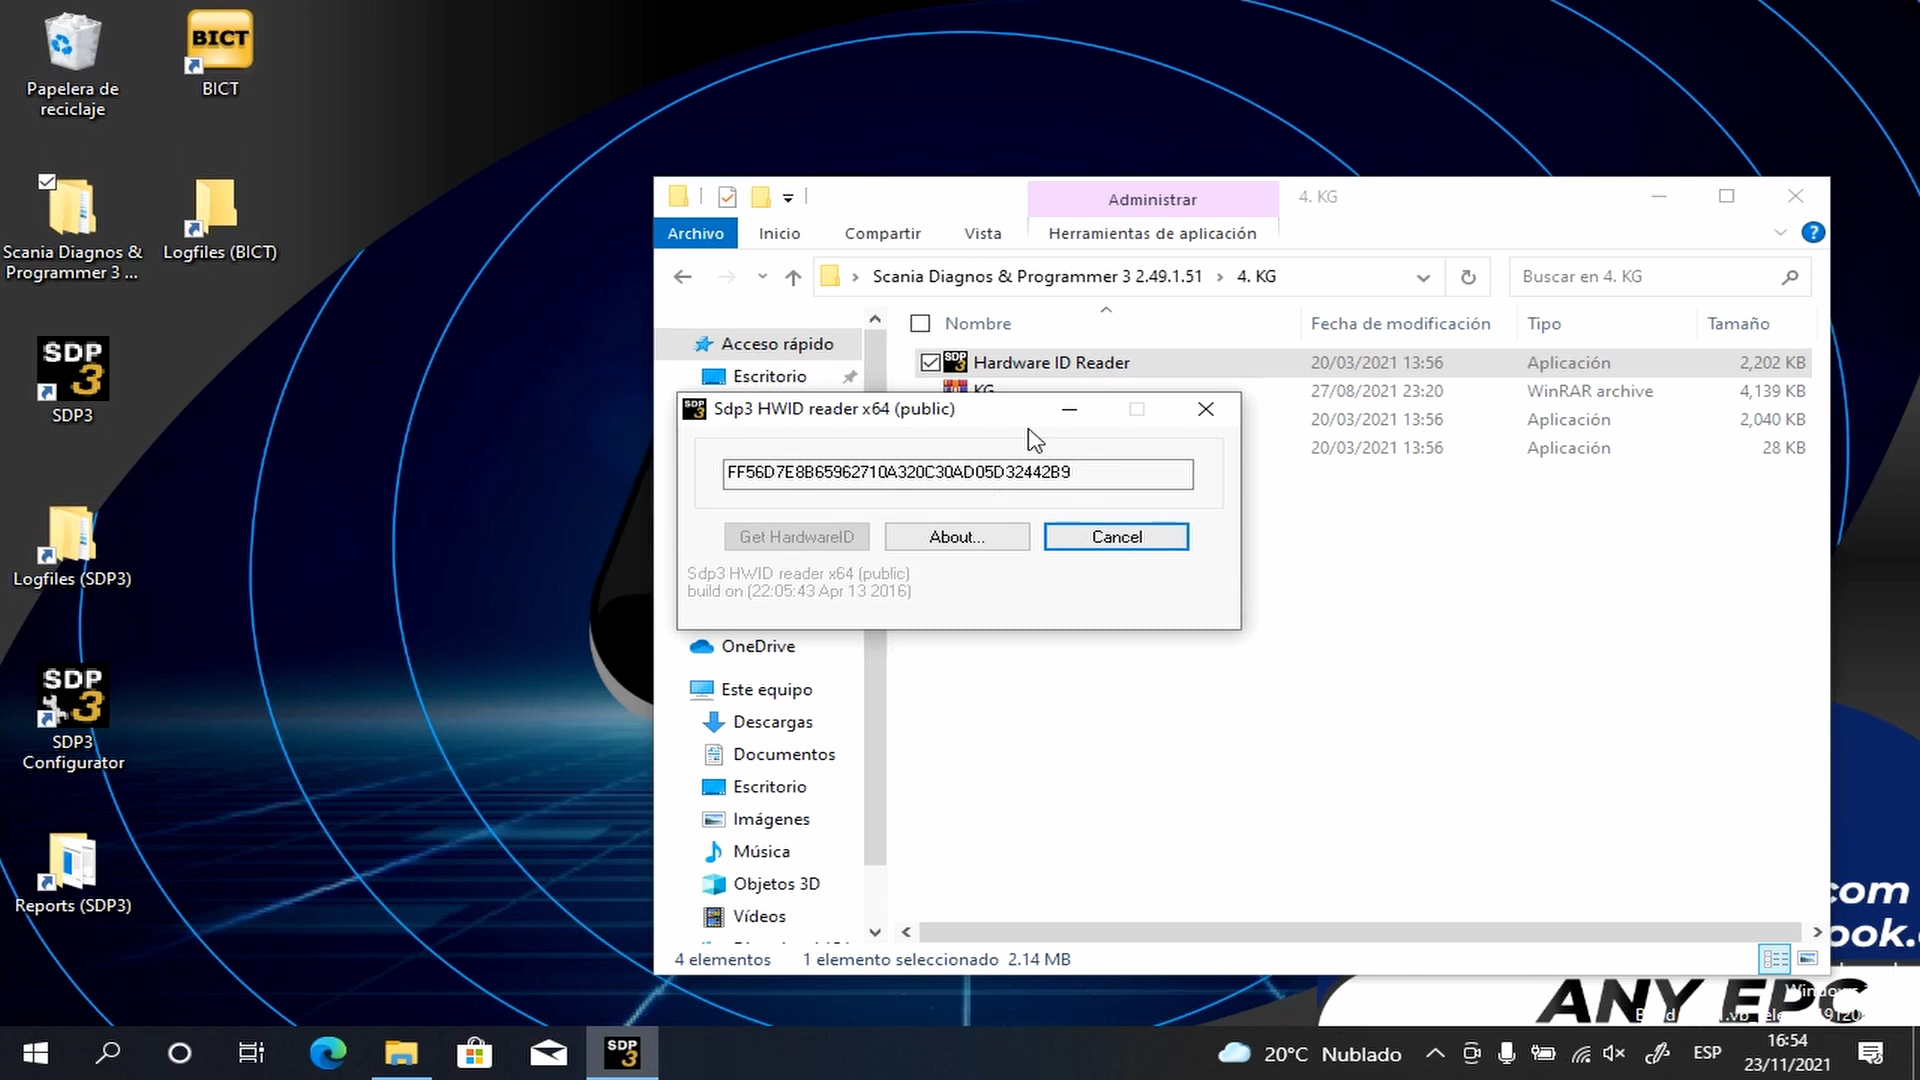 Papelera de
reciclaje
BICT
BICT
Scania Diagnos &
Programmer 3 ...
Logfiles (BICT)
SDP
3
SDP3
Logfiles (SDP3)
SDP
3
SDP3
Configurator
Reports (SDP3)
Administrar
4. KG
Archivo
Inicio
Compartir
Vista
Herramientas de aplicación
Scania Diagnos & Programmer 3 2.49.1.51
4. KG
Buscar en 4. KG
Nombre
Fecha de modificación
Tipo
Tamaño
Acceso rápido
Escritorio
Hardware ID Reader
20/03/2021 13:56
Aplicación
2,202 KB
KG
27/08/2021 23:20
WinRAR archive
4,139 KB
20/03/2021 13:56
Aplicación
2,040 KB
20/03/2021 13:56
Aplicación
28 KB
Sdp3 HWID reader x64 (public)
FF56D7E8B65962710A320C30AD05D32442B9
Get HardwareID
About...
Cancel
Sdp3 HWID reader x64 (public)
build on (22:05:43 Apr 13 2016)
OneDrive
Este equipo
Descargas
Documentos
Escritorio
Imágenes
Música
Objetos 3D
Vídeos
4 elementos
1 elemento seleccionado 2.14 MB
ANY EPC
SDP
3
20°C Nublado
ESP
16:54
23/11/2021